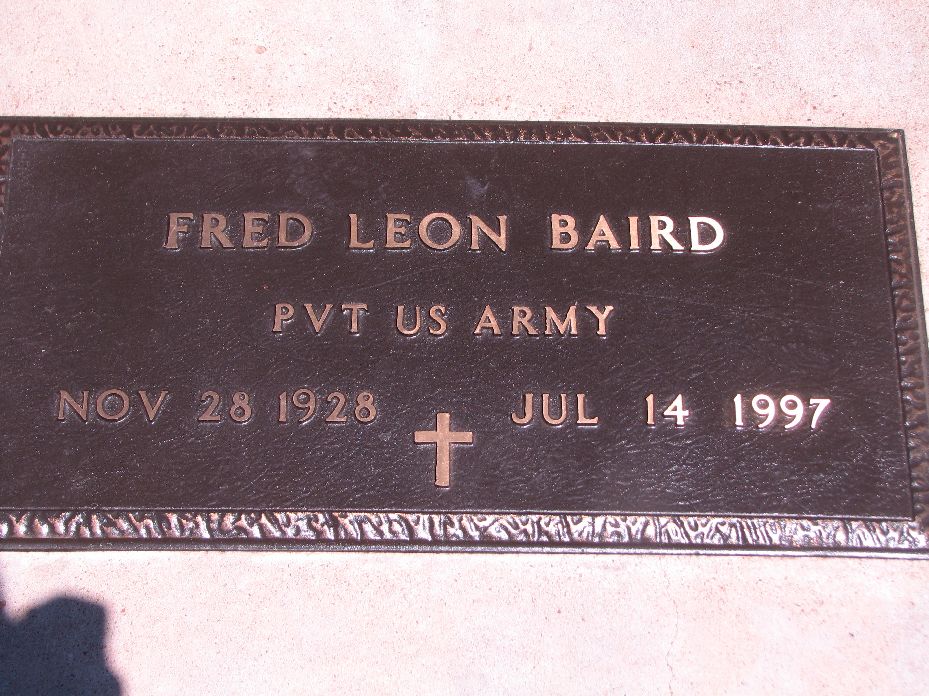 FRED LEON BAIRD
PVT US ARMY
NOV 28 1928 JUL 14 1997